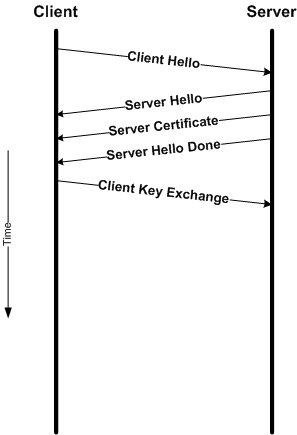 Client
Server
Client Hello
Server Hello
Server Certificate
Server Hello Done
Client Key Exchange
Time